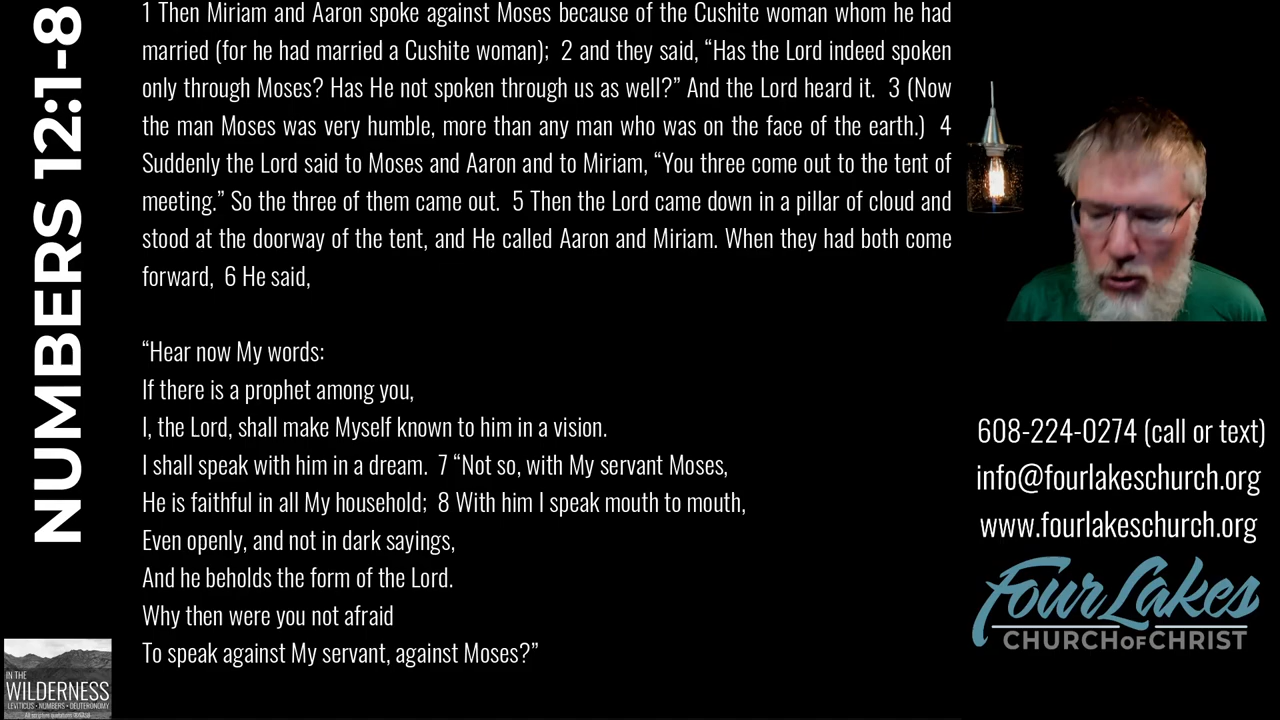 NUMBERS 12:1-8
1 Then Miriam and Aaron spoke against Moses because of the Cushite woman whom he had
married (for he had married a Cushite woman); 2 and they said, “Has the Lord indeed spoken
only through Moses? Has He not spoken through us as well?” And the Lord heard it. 3 (Now
the man Moses was very humble, more than any man who was on the face of the earth.) 4
Suddenly the Lord said to Moses and Aaron and to Miriam, “You three come out to the tent of
meeting.” So the three of them came out. 5 Then the Lord came down in a pillar of cloud and
stood at the doorway of the tent, and He called Aaron and Miriam. When they had both come
forward, 6 He said,
“Hear now My words:
If there is a prophet among you,
I, the Lord, shall make Myself known to him in a vision.
I shall speak with him in a dream. 7 “Not so, with My servant Moses,
He is faithful in all My household; 8 With him I speak mouth to mouth,
Even openly, and not in dark sayings,
And he beholds the form of the Lord.
Why then were you not afraid
To speak against My servant, against Moses?”
608-224-0274 (call or text)
info@fourlakeschurch.org
www.fourlakeschurch.org
Four Lakes
CHURCH OF CHRIST
IN THE
WILDERNESS
LEVITICUS • NUMBERS • DEUTERONOMY